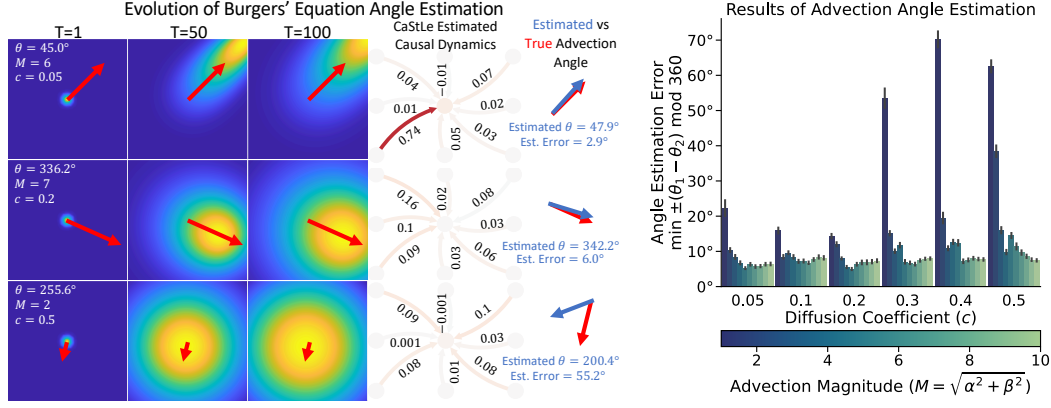 Evolution of Burgers' Equation Angle Estimation
T=1
T=50
T=100
CaStLe Estimated
Causal Dynamics
Estimated vs
True Advection
Angle
θ = 45.0°
M = 6
c = 0.05
0.04
−0.01
0.07
0.01
0.02
0.74
0.05
0.03
Estimated θ = 47.9°
Est. Error = 2.9°
θ = 336.2°
M = 7
c = 0.2
0.16
0.02
0.08
0.1
0.03
0.09
0.03
0.06
Estimated θ = 342.2°
Est. Error = 6.0°
θ = 255.6°
M = 2
c = 0.5
0.09
−0.001
0.1
0.001
0.03
0.08
0.01
0.08
Estimated θ = 200.4°
Est. Error = 55.2°
Results of Advection Angle Estimation
Angle Estimation Error
min ±(θ₁ − θ₂) mod 360
70°
60°
50°
40°
30°
20°
10°
0°
0.05
0.1
0.2
0.3
0.4
0.5
Diffusion Coefficient (c)
2
4
6
8
10
Advection Magnitude (M = √α² + β²)